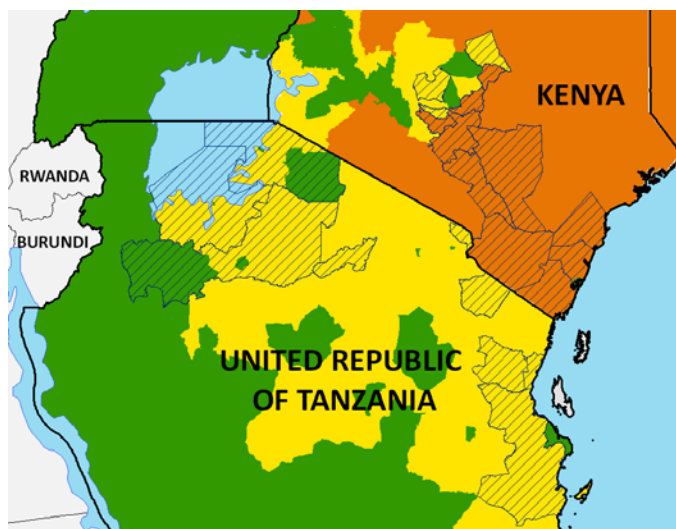 KENYA
RWANDA
BURUNDI
UNITED REPUBLIC
OF TANZANIA